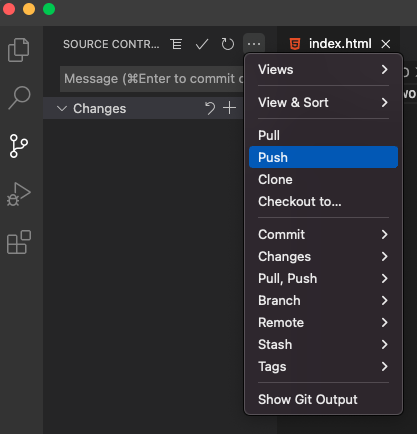 SOURCE CONTR...
index.html
Message (⌘Enter to commit
Changes
Views
View & Sort
Pull
Push
Clone
Checkout to...
Commit
Changes
Pull, Push
Branch
Remote
Stash
Tags
Show Git Output